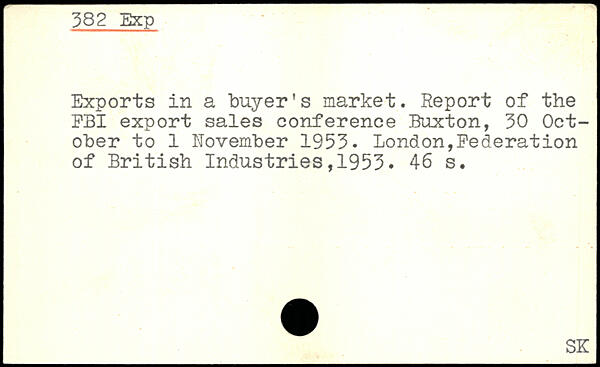 382 Exp
Exports in a buyer's market. Report of the
FBI export sales conference Buxton, 30 Oct-
ober to 1 November 1953. London,Federation
of British Industries,1953. 46 s.
SK